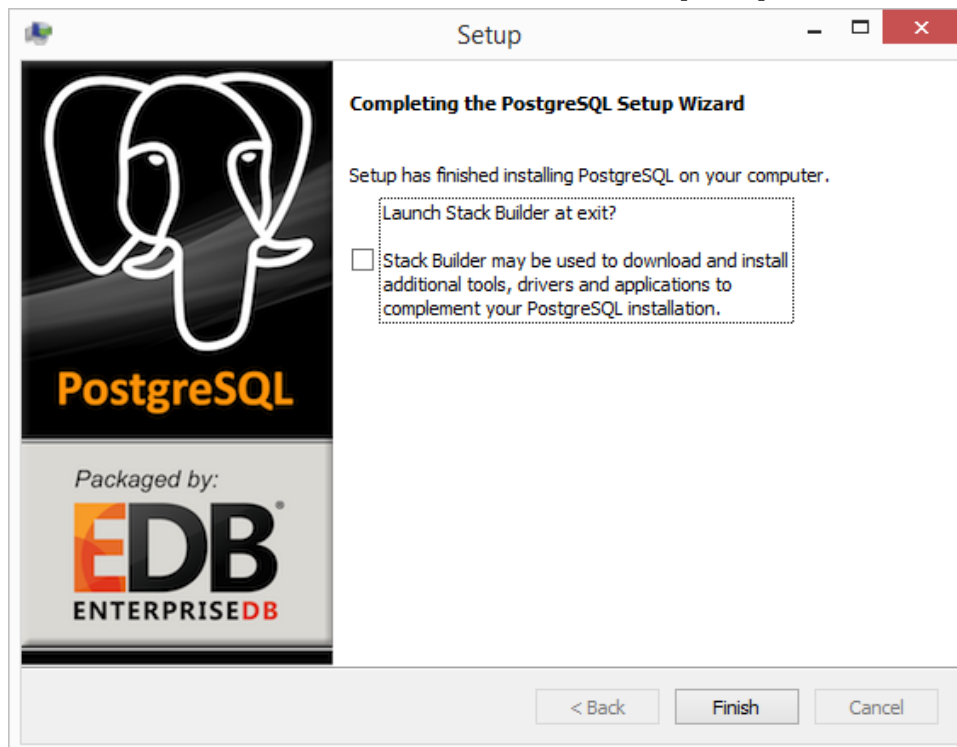 Setup
Completing the PostgreSQL Setup Wizard
Setup has finished installing PostgreSQL on your computer.
Launch Stack Builder at exit?
Stack Builder may be used to download and install
additional tools, drivers and applications to
complement your PostgreSQL installation.
PostgreSQL
Packaged by:
EDB®
ENTERPRISEDB
< Back
Finish
Cancel